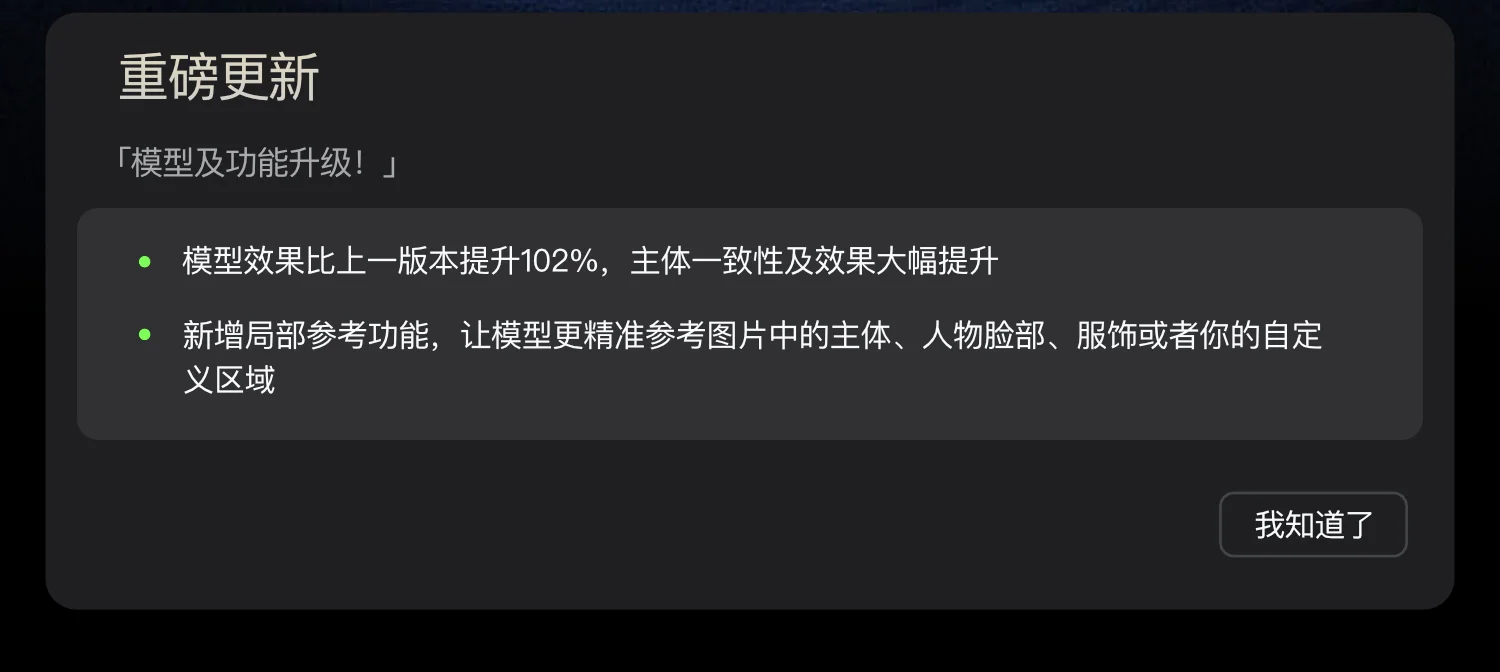 重磅更新
「模型及功能升级！」
模型效果比上一版本提升102%，主体一致性及效果大幅提升
新增局部参考功能，让模型更精准参考图片中的主体、人物脸部、服饰或者你的自定
义区域
我知道了